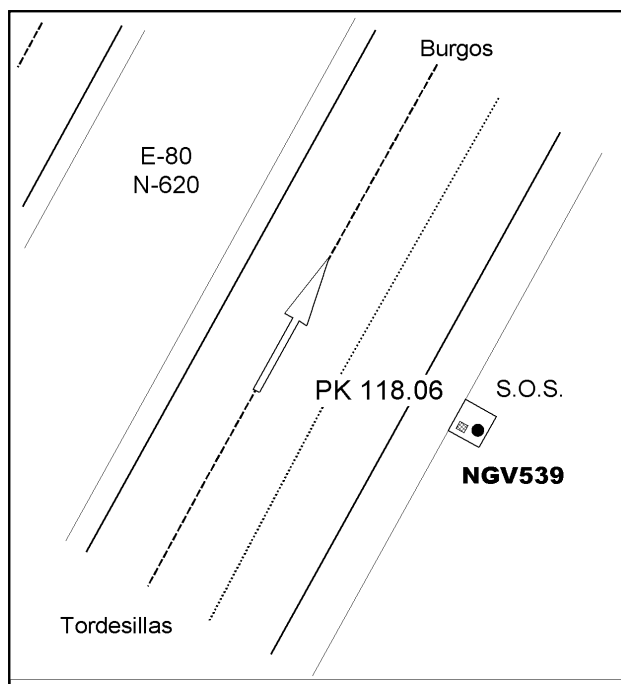 Burgos
E-80
N-620
PK 118.06
S.O.S.
NGV539
Tordesillas